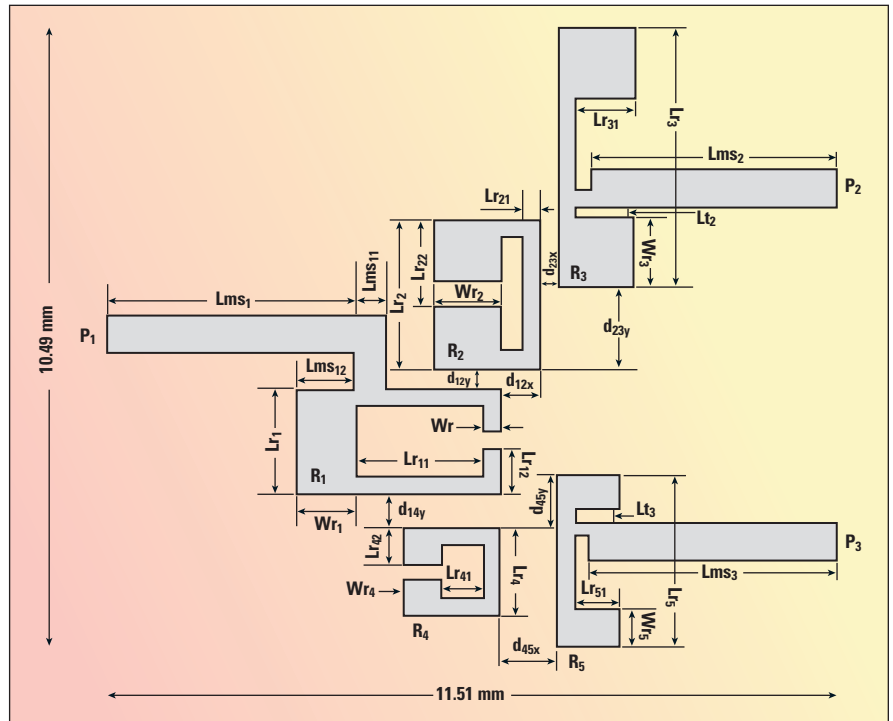 Lr₃₁
Lr₃
Lms₂
P₂
Lt₂
Wr₃
R₃
d₂₃ₓ
d₂₃y
Lr₂₁
Lr₂₂
Lr₂
Wr₂
R₂
d₁₂y
d₁₂ₓ
10.49 mm
Lms₁
Lms₁₁
P₁
Lms₁₂
Lr₁
Wr
Lr₁₁
Lr₁₂
R₁
Wr₁
d₁₄y
d₄₅y
Lt₃
P₃
Lms₃
Lr₄₂
Lr₄₁
Lr₄
Wr₄
R₄
Lr₅₁
Lr₅
Wr₅
d₄₅ₓ
R₅
11.51 mm